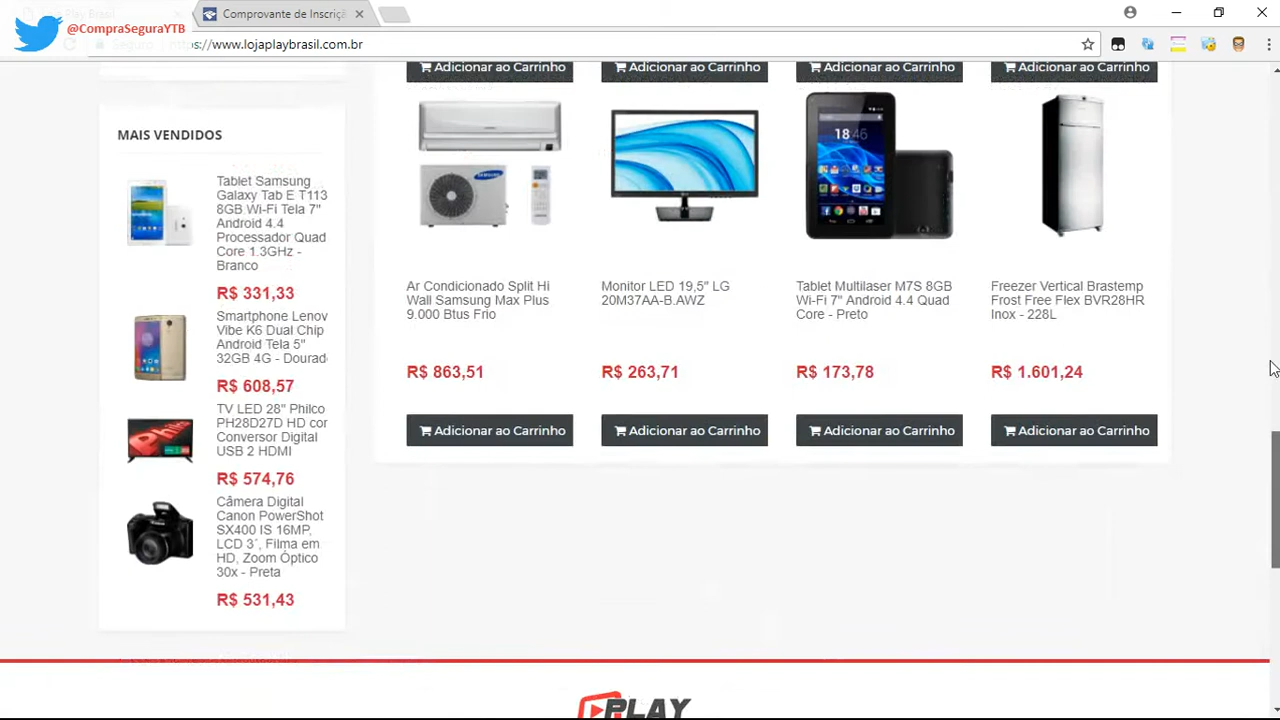 Comprovante de Inscriçã
@CompraSeguraYTB
https://www.lojaplaybrasil.com.br
Adicionar ao Carrinho
Adicionar ao Carrinho
Adicionar ao Carrinho
Adicionar ao Carrinho
MAIS VENDIDOS
Tablet Samsung
Galaxy Tab E T113
8GB Wi-Fi Tela 7"
Android 4.4
Processador Quad
Core 1.3GHz -
Branco
R$ 331,33
Smartphone Lenov
Vibe K6 Dual Chip
Android Tela 5"
32GB 4G - Dourad
R$ 608,57
TV LED 28" Philco
PH28D27D HD cor
Conversor Digital
USB 2 HDMI
R$ 574,76
Câmera Digital
Canon PowerShot
SX400 IS 16MP,
LCD 3´, Filma em
HD, Zoom Óptico
30x - Preta
R$ 531,43
SAMSUNG
18:46
Philco
Ar Condicionado Split Hi
Wall Samsung Max Plus
9.000 Btus Frio
R$ 863,51
Adicionar ao Carrinho
Monitor LED 19,5" LG
20M37AA-B.AWZ
R$ 263,71
Adicionar ao Carrinho
Tablet Multilaser M7S 8GB
Wi-Fi 7" Android 4.4 Quad
Core - Preto
R$ 173,78
Adicionar ao Carrinho
Freezer Vertical Brastemp
Frost Free Flex BVR28HR
Inox - 228L
R$ 1.601,24
Adicionar ao Carrinho
PLAY